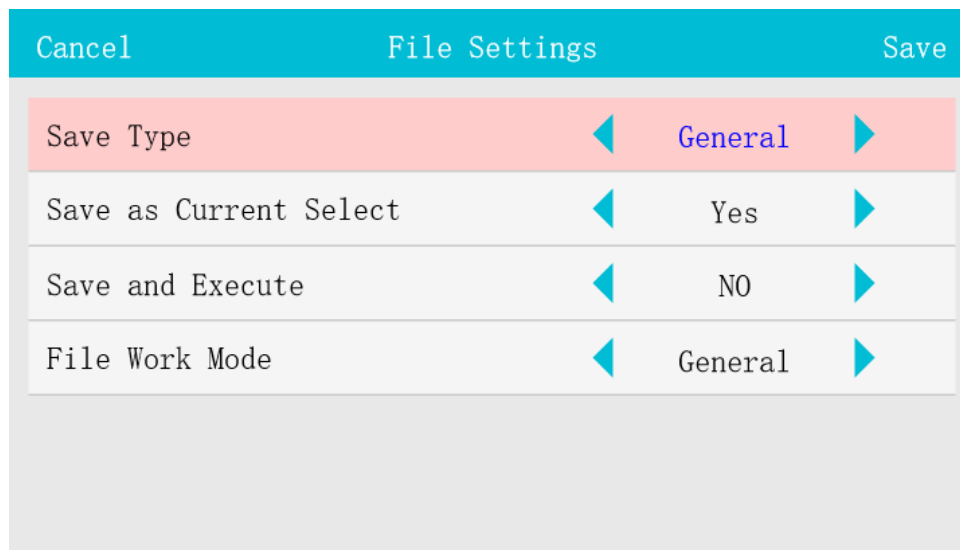 Cancel File Settings Save
Save Type General
Save as Current Select Yes
Save and Execute NO
File Work Mode General